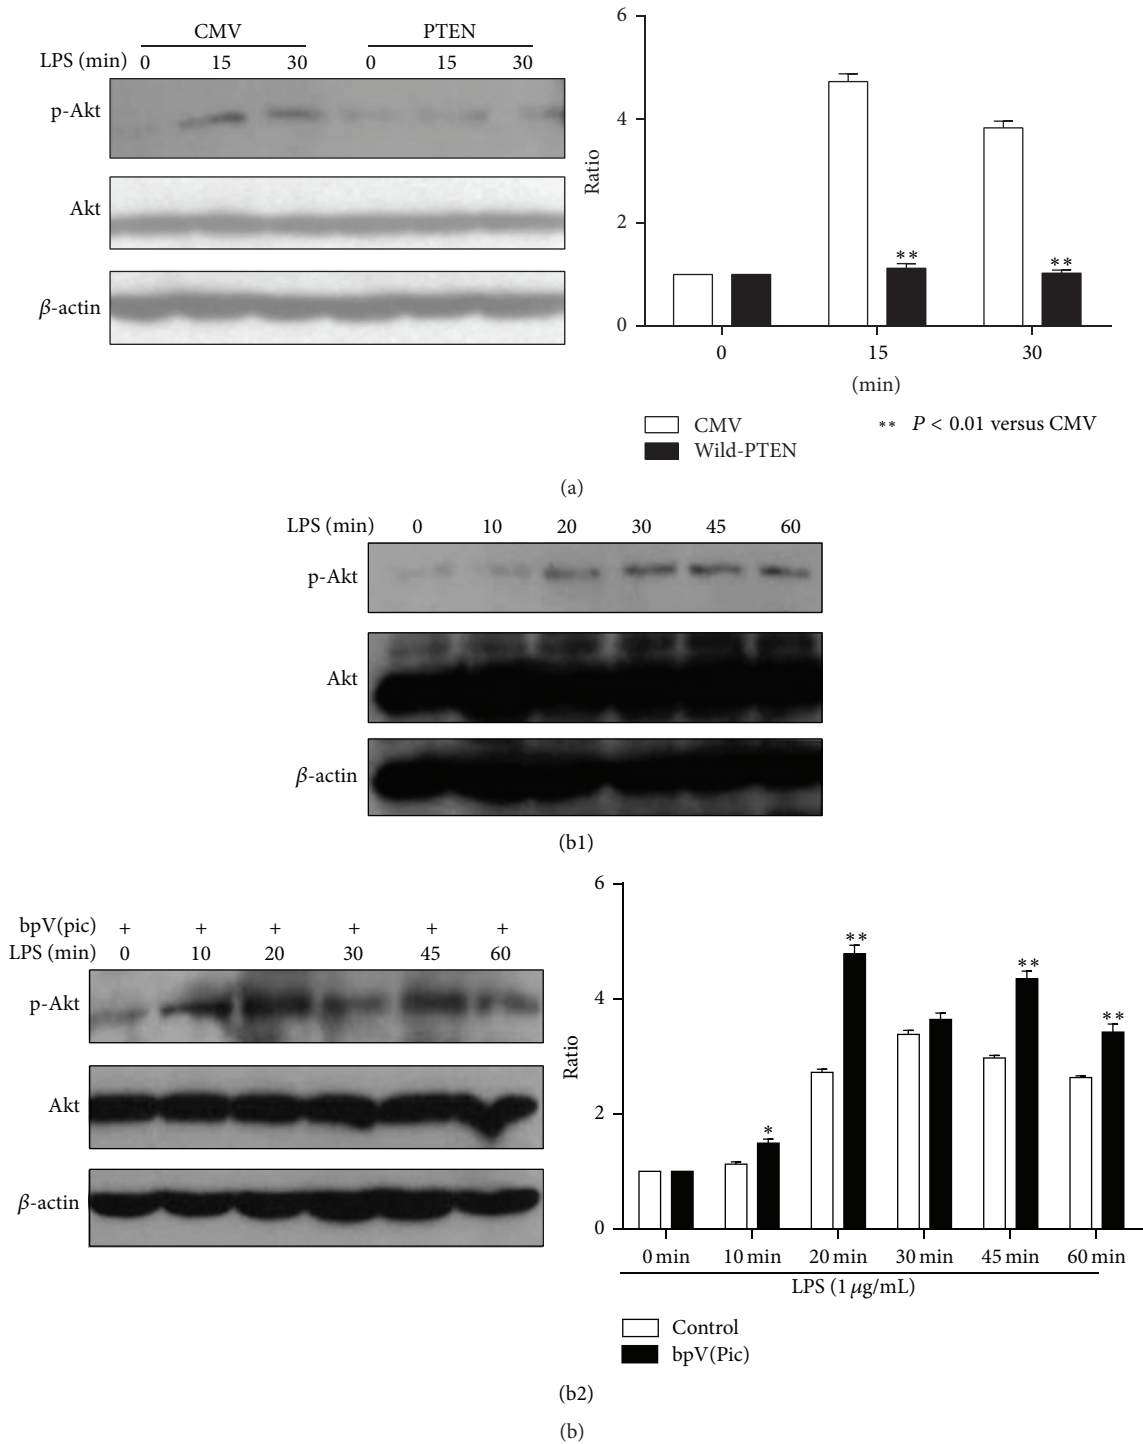 CMV PTEN
LPS (min) 0 15 30 0 15 30
p-Akt
Akt
β-actin
6
4
2
0
Ratio
** **
0 15 30
(min)
CMV
Wild-PTEN
** P < 0.01 versus CMV
(a)
LPS (min) 0 10 20 30 45 60
p-Akt
Akt
β-actin
(b1)
bpV(pic) + + + + + +
LPS (min) 0 10 20 30 45 60
p-Akt
Akt
β-actin
6
4
2
0
Ratio
* ** ** **
0 min 10 min 20 min 30 min 45 min 60 min
LPS (1 μg/mL)
Control
bpV(Pic)
(b2)
(b)